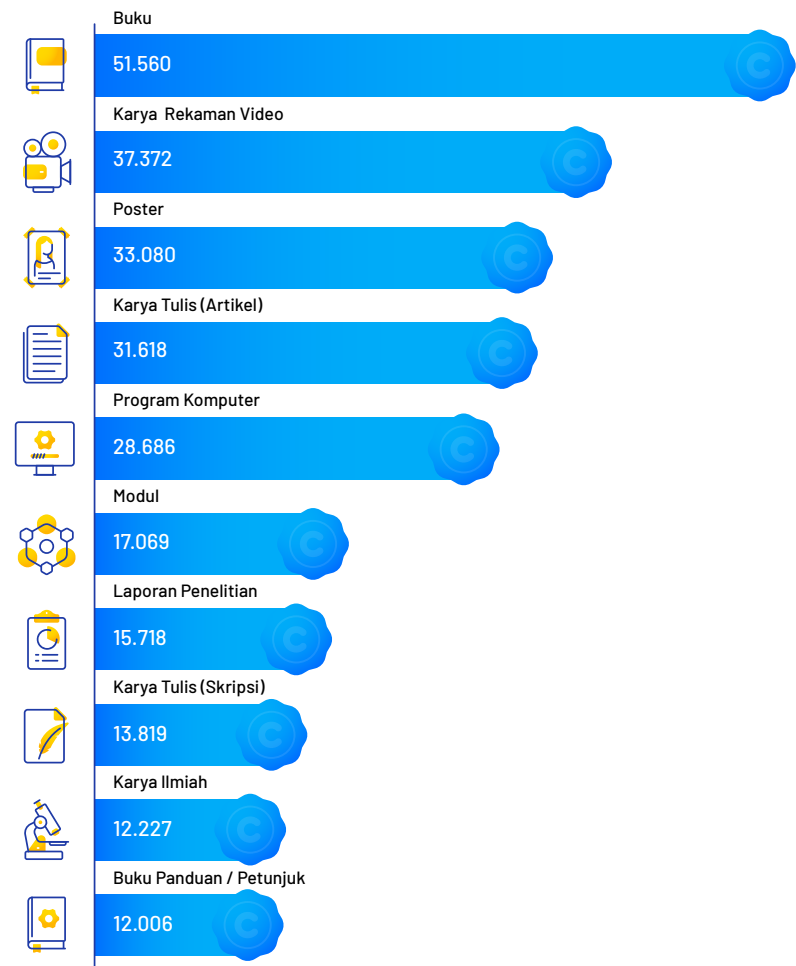 Buku
51.560
Karya Rekaman Video
37.372
Poster
33.080
Karya Tulis (Artikel)
31.618
Program Komputer
28.686
Modul
17.069
Laporan Penelitian
15.718
Karya Tulis (Skripsi)
13.819
Karya Ilmiah
12.227
Buku Panduan / Petunjuk
12.006